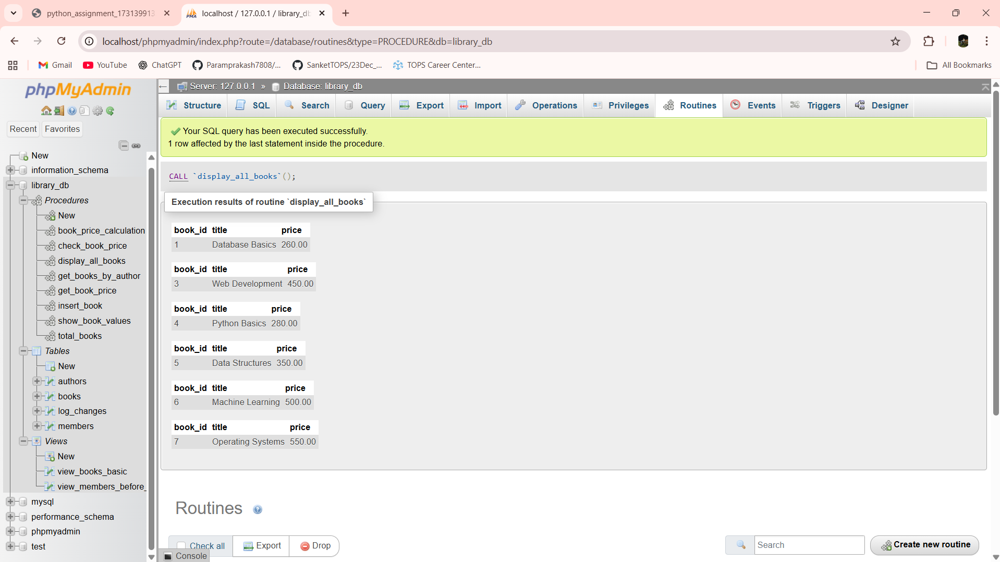 python_assignment_173139913
localhost / 127.0.0.1 / library_db
localhost/phpmyadmin/index.php?route=/database/routines&type=PROCEDURE&db=library_db
Gmail YouTube ChatGPT Paramprakash7808/... SanketTOPS/23Dec_... TOPS Career Center... All Bookmarks
phpMyAdmin
Recent Favorites
New
information_schema
library_db
Procedures
New
book_price_calculation
check_book_price
display_all_books
get_books_by_author
get_book_price
insert_book
show_book_values
total_books
Tables
New
authors
books
log_changes
members
Views
New
view_books_basic
view_members_before_
mysql
performance_schema
phpmyadmin
test
Server: 127.0.0.1 » Database: library_db
Structure SQL Search Query Export Import Operations Privileges Routines Events Triggers Designer
Your SQL query has been executed successfully.
1 row affected by the last statement inside the procedure.
CALL `display_all_books`();
Execution results of routine `display_all_books`
book_id title price
1 Database Basics 260.00
book_id title price
3 Web Development 450.00
book_id title price
4 Python Basics 280.00
book_id title price
5 Data Structures 350.00
book_id title price
6 Machine Learning 500.00
book_id title price
7 Operating Systems 550.00
Routines
Check all Export Drop Search Create new routine
Console